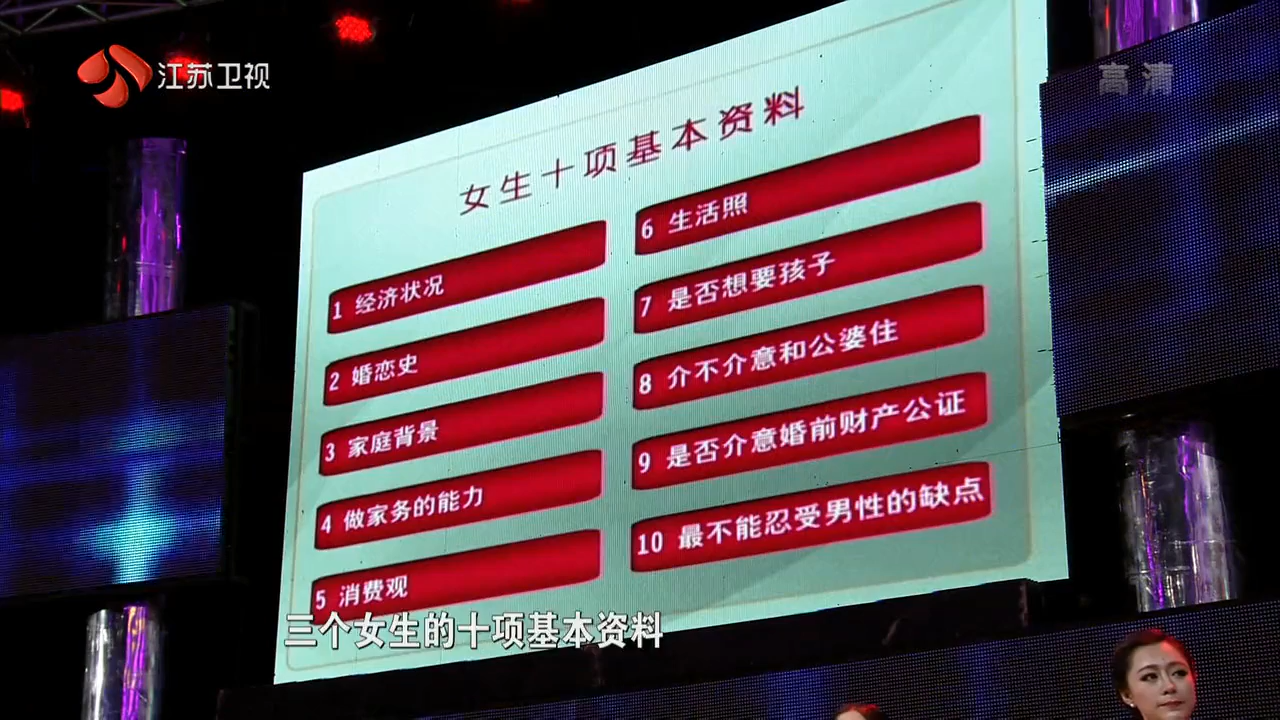 江苏卫视
高清
女生十项基本资料
1 经济状况
2 婚恋史
3 家庭背景
4 做家务的能力
5 消费观
6 生活照
7 是否想要孩子
8 介不介意和公婆住
9 是否介意婚前财产公证
10 最不能忍受男性的缺点
三个女生的十项基本资料